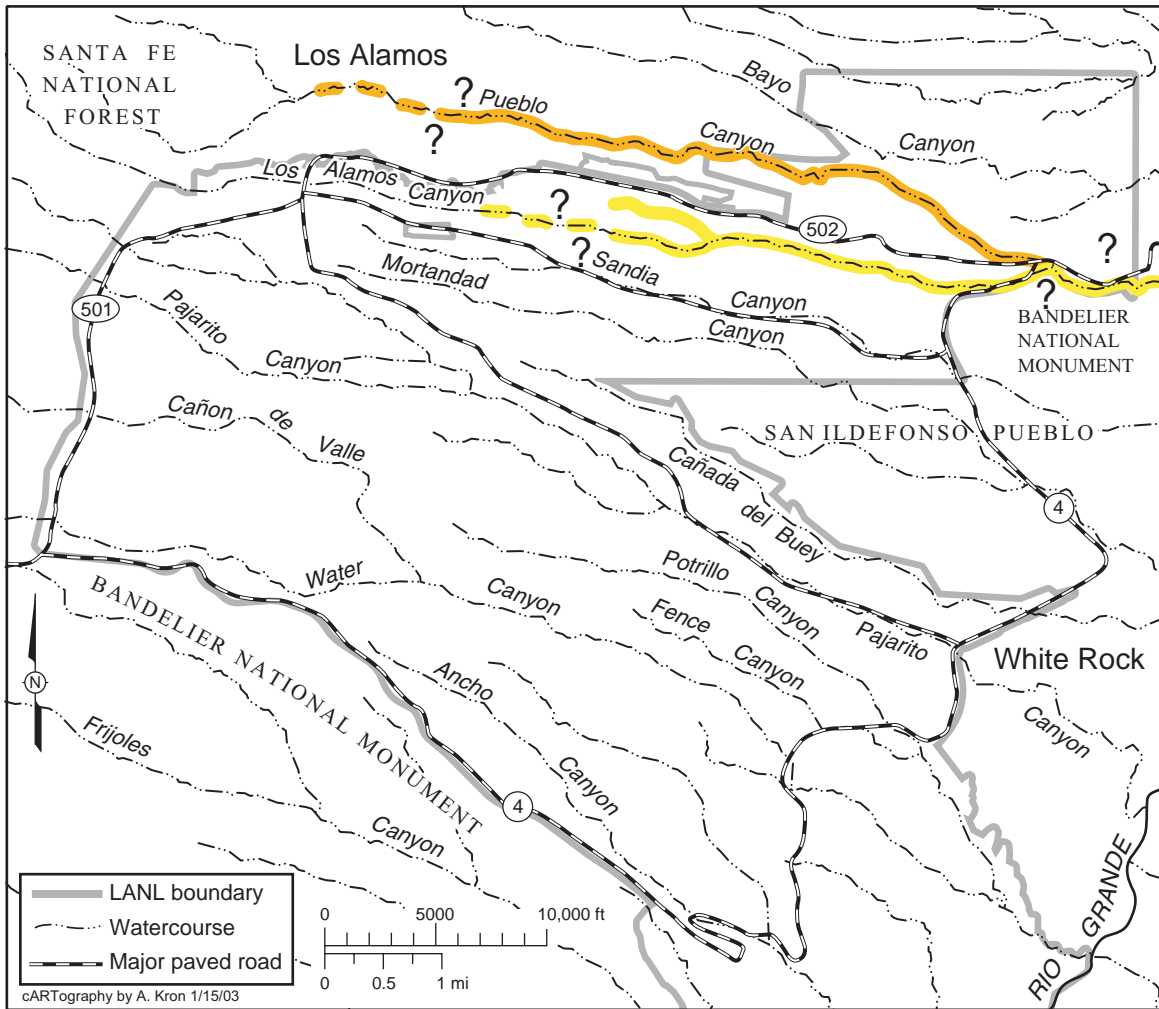 SANTA FE
NATIONAL
FOREST
Los Alamos
?
Pueblo
?
Bayo
Canyon
Canyon
Los Alamos
Canyon
?
502
?
?
Sandia
Mortandad
Canyon
Canyon
?
BANDELIER
NATIONAL
MONUMENT
501
Pajarito
Canyon
Cañon de Valle
SAN ILDEFONSO PUEBLO
Cañada del Buey
4
Water
Canyon
Potrillo
Canyon
Fence
Canyon
Pajarito
White Rock
Canyon
BANDELIER NATIONAL MONUMENT
N
Ancho
Canyon
Frijoles
Canyon
4
RIO GRANDE
LANL boundary
Watercourse
Major paved road
0 5000 10,000 ft
0 0.5 1 mi
cARTography by A. Kron 1/15/03